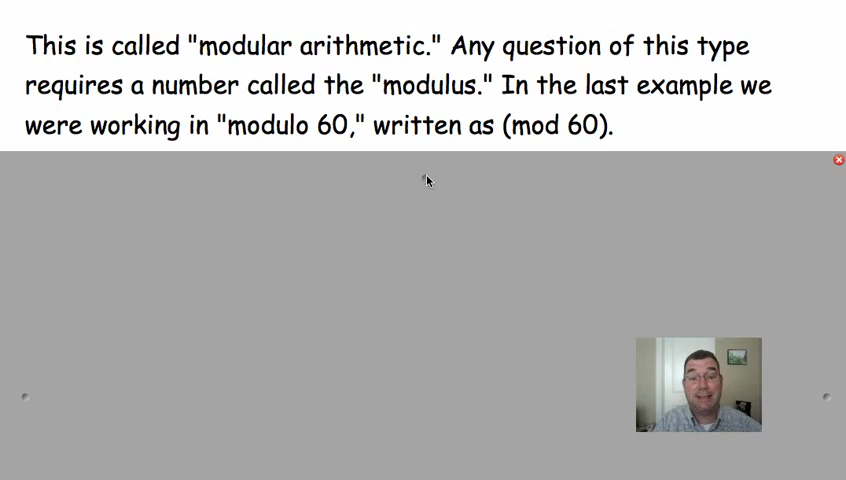 This is called "modular arithmetic." Any question of this type
requires a number called the "modulus." In the last example we
were working in "modulo 60," written as (mod 60).